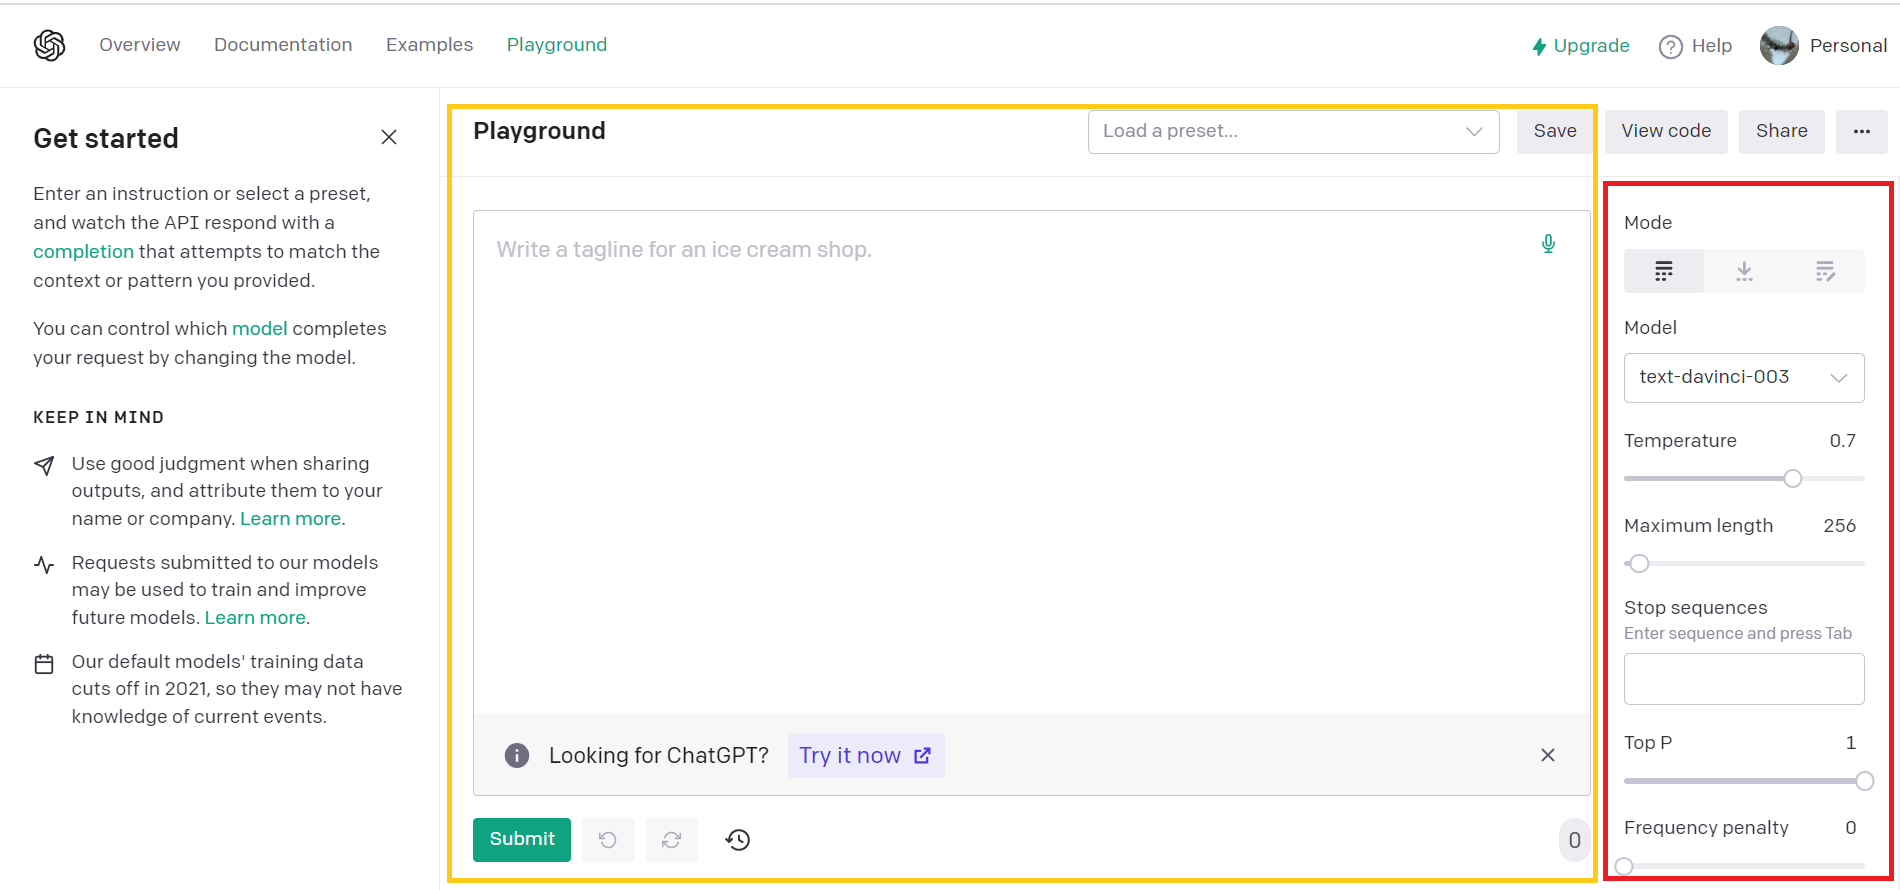 Overview
Documentation
Examples
Playground
Upgrade
Help
Personal
Get started
Enter an instruction or select a preset,
and watch the API respond with a
completion that attempts to match the
context or pattern you provided.
You can control which model completes
your request by changing the model.
KEEP IN MIND
Use good judgment when sharing
outputs, and attribute them to your
name or company. Learn more.
Requests submitted to our models
may be used to train and improve
future models. Learn more.
Our default models' training data
cuts off in 2021, so they may not have
knowledge of current events.
Playground
Load a preset...
Save
View code
Share
Write a tagline for an ice cream shop.
Looking for ChatGPT?
Try it now
Submit
0
Mode
Model
text-davinci-003
Temperature 0.7
Maximum length 256
Stop sequences
Enter sequence and press Tab
Top P 1
Frequency penalty 0